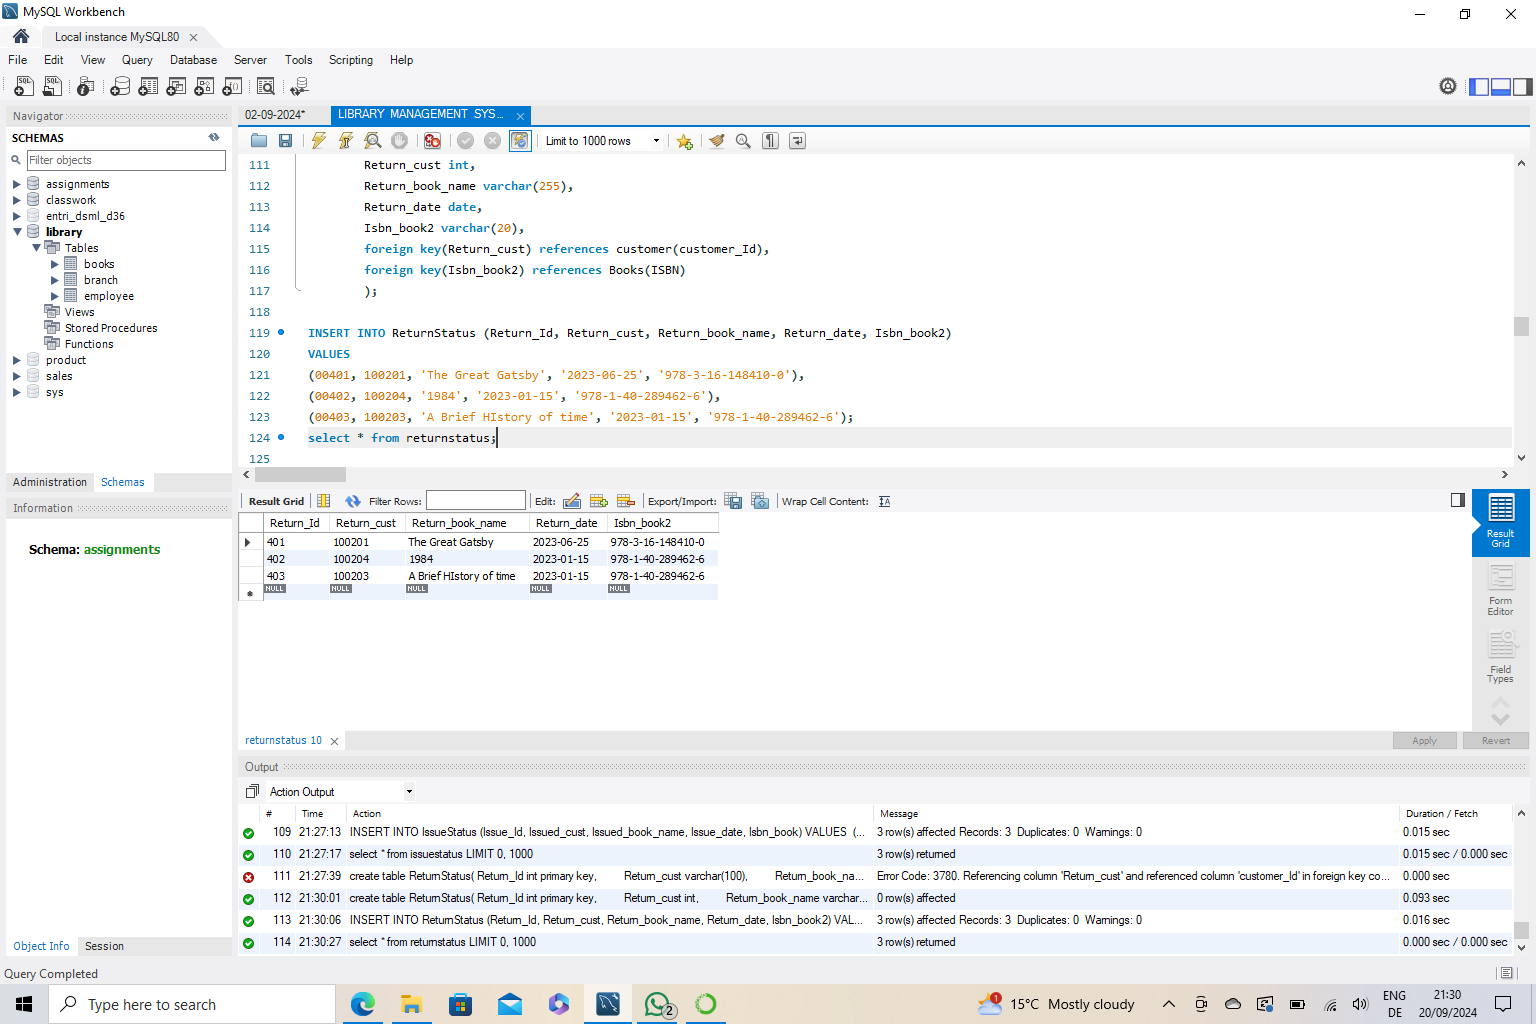 MySQL Workbench
Local instance MySQL80
File Edit View Query Database Server Tools Scripting Help
Navigator
SCHEMAS
Filter objects
assignments
classwork
entri_dsml_d36
library
Tables
books
branch
employee
Views
Stored Procedures
Functions
product
sales
sys
Administration Schemas
Information
Schema: assignments
Object Info Session
02-09-2024* LIBRARY MANAGEMENT SYS...
Limit to 1000 rows
111 Return_cust int,
112 Return_book_name varchar(255),
113 Return_date date,
114 Isbn_book2 varchar(20),
115 foreign key(Return_cust) references customer(customer_Id),
116 foreign key(Isbn_book2) references Books(ISBN)
117 );
118
119 INSERT INTO ReturnStatus (Return_Id, Return_cust, Return_book_name, Return_date, Isbn_book2)
120 VALUES
121 (00401, 100201, 'The Great Gatsby', '2023-06-25', '978-3-16-148410-0'),
122 (00402, 100204, '1984', '2023-01-15', '978-1-40-289462-6'),
123 (00403, 100203, 'A Brief HIstory of time', '2023-01-15', '978-1-40-289462-6');
124 select * from returnstatus;
125
Result Grid Filter Rows: Edit: Export/Import: Wrap Cell Content:
Return_Id Return_cust Return_book_name Return_date Isbn_book2
401 100201 The Great Gatsby 2023-06-25 978-3-16-148410-0
402 100204 1984 2023-01-15 978-1-40-289462-6
403 100203 A Brief HIstory of time 2023-01-15 978-1-40-289462-6
NULL NULL NULL NULL NULL
Result Grid
Form Editor
Field Types
returnstatus 10
Apply Revert
Output
Action Output
# Time Action Message Duration / Fetch
109 21:27:13 INSERT INTO IssueStatus (Issue_Id, Issued_cust, Issued_book_name, Issue_date, Isbn_book) VALUES (... 3 row(s) affected Records: 3 Duplicates: 0 Warnings: 0 0.015 sec
110 21:27:17 select * from issuestatus LIMIT 0, 1000 3 row(s) returned 0.015 sec / 0.000 sec
111 21:27:39 create table ReturnStatus( Return_Id int primary key, Return_cust varchar(100), Return_book_na... Error Code: 3780. Referencing column 'Return_cust' and referenced column 'customer_Id' in foreign key co... 0.000 sec
112 21:30:01 create table ReturnStatus( Return_Id int primary key, Return_cust int, Return_book_name varchar... 0 row(s) affected 0.093 sec
113 21:30:06 INSERT INTO ReturnStatus (Return_Id, Return_cust, Return_book_name, Return_date, Isbn_book2) VAL... 3 row(s) affected Records: 3 Duplicates: 0 Warnings: 0 0.016 sec
114 21:30:27 select * from returnstatus LIMIT 0, 1000 3 row(s) returned 0.000 sec / 0.000 sec
Query Completed
Type here to search
2
1
15°C Mostly cloudy
ENG
DE
21:30
20/09/2024